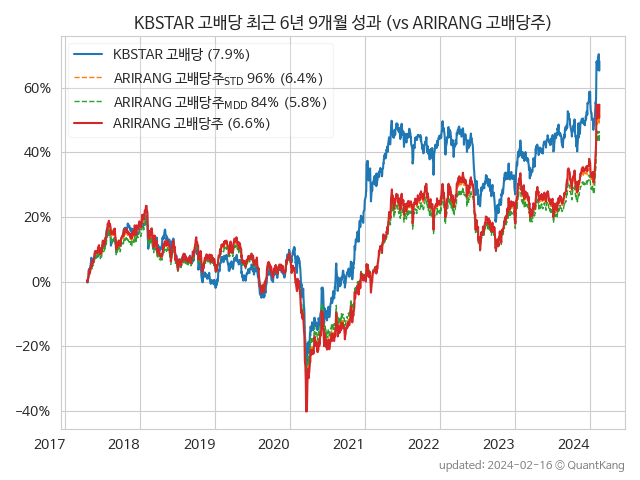 KBSTAR 고배당 최근 6년 9개월 성과 (vs ARIRANG 고배당주)
KBSTAR 고배당 (7.9%)
ARIRANG 고배당주STD 96% (6.4%)
ARIRANG 고배당주MDD 84% (5.8%)
ARIRANG 고배당주 (6.6%)
60%
40%
20%
0%
−20%
−40%
2017 2018 2019 2020 2021 2022 2023 2024
updated: 2024-02-16 © QuantKang